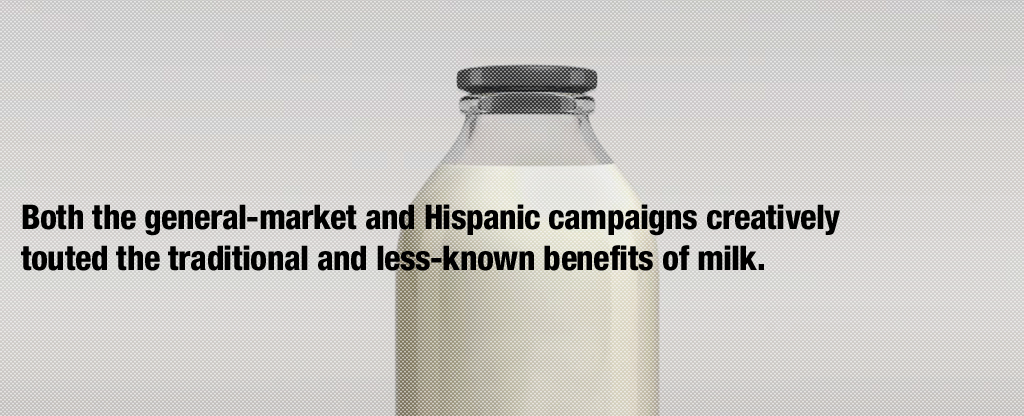 Both the general-market and Hispanic campaigns creatively
touted the traditional and less-known benefits of milk.